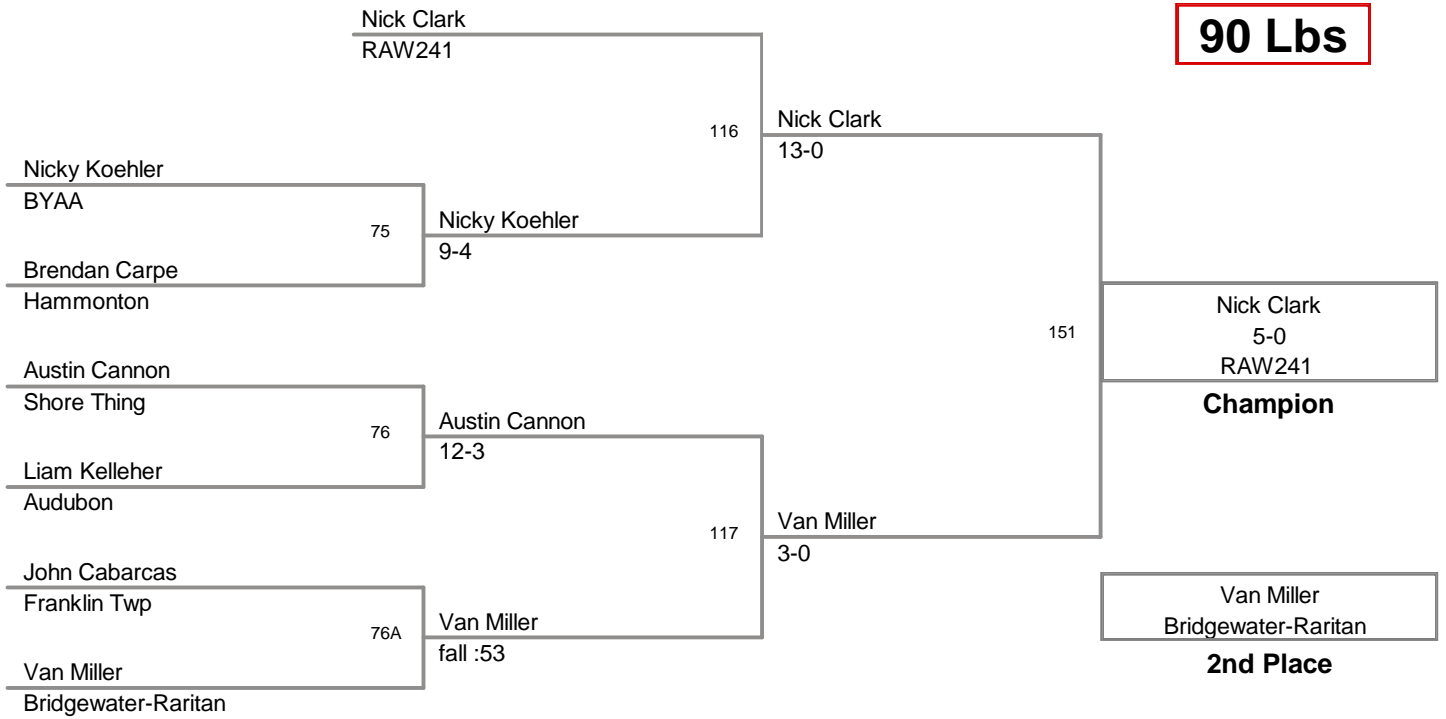 Nick Clark
RAW241
90 Lbs
116
Nick Clark
13-0
Nicky Koehler
BYAA
75
Nicky Koehler
9-4
Brendan Carpe
Hammonton
151
Nick Clark
5-0
RAW241
Champion
Austin Cannon
Shore Thing
76
Austin Cannon
12-3
Liam Kelleher
Audubon
117
Van Miller
3-0
John Cabarcas
Franklin Twp
76A
Van Miller
fall :53
Van Miller
Bridgewater-Raritan
Van Miller
Bridgewater-Raritan
2nd Place